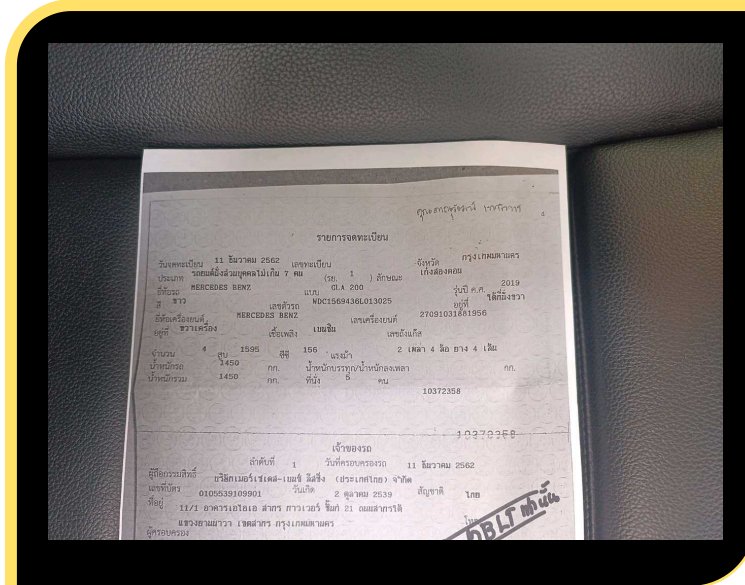 รายการจดทะเบียน
วันจดทะเบียน 11 ธันวาคม 2562 เลขทะเบียน จังหวัด กรุงเทพมหานคร
ประเภท รถยนต์นั่งส่วนบุคคลไม่เกิน 7 คน (รย. 1 ) ลักษณะ เก๋งสองตอน
ยี่ห้อรถ MERCEDES BENZ แบบ GLA 200 รุ่นปี ค.ศ. 2019
สี ขาว เลขตัวรถ WDC1569436L013025 อยู่ที่ ใต้ที่นั่งขวา
ยี่ห้อเครื่องยนต์ MERCEDES BENZ เลขเครื่องยนต์ 27091031881956
อยู่ที่ ขวาเครื่อง เชื้อเพลิง เบนซิน เลขถังแก๊ส
จำนวน 4 สูบ 1595 ซีซี 156 แรงม้า 2 เพลา 4 ล้อ ยาง 4 เส้น
น้ำหนักรถ 1450 กก. น้ำหนักบรรทุก/น้ำหนักลงเพลา กก.
น้ำหนักรวม 1450 กก. ที่นั่ง 5 คน
10372358
10372358
เจ้าของรถ
ลำดับที่ 1 วันที่ครอบครองรถ 11 ธันวาคม 2562
ผู้ถือกรรมสิทธิ์ บริษัทเมอร์เซเดส-เบนซ์ ลีสซิ่ง (ประเทศไทย) จำกัด
เลขที่บัตร 0105539109901 วันเกิด 2 ตุลาคม 2539 สัญชาติ ไทย
ที่อยู่ 11/1 อาคารเอไอเอ สาทร ทาวเวอร์ ชั้นที่ 21 ถนนสาทรใต้
แขวงยานนาวา เขตสาทร กรุงเทพมหานคร
ผู้ครอบครอง
BLT เท่านั้น